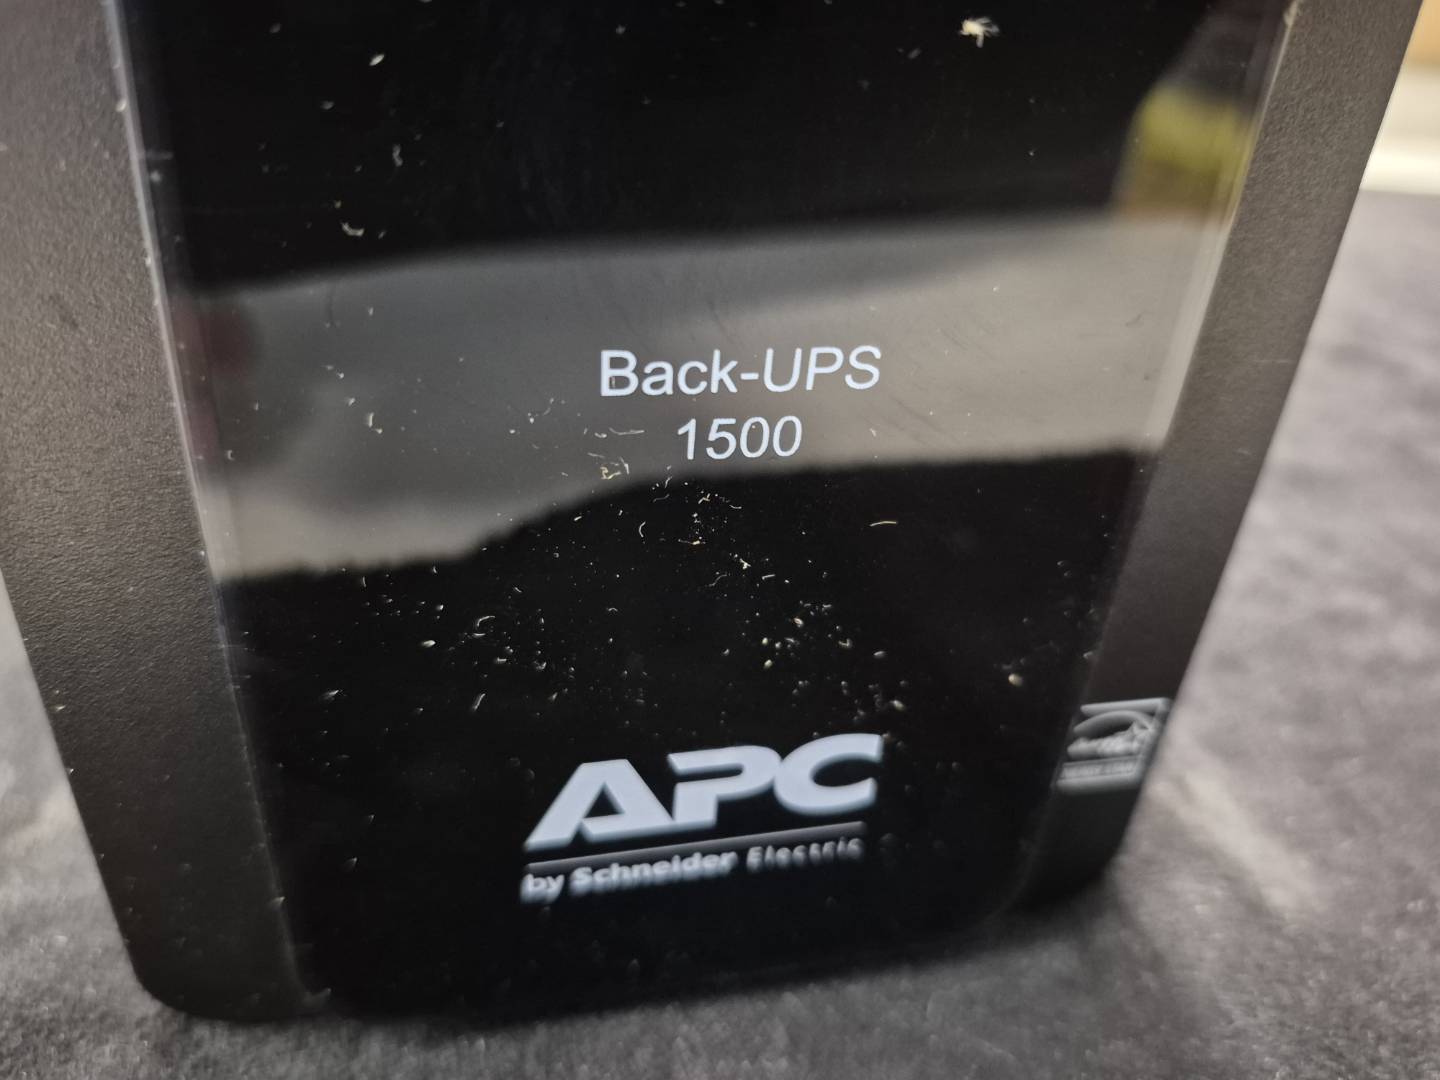 Back-UPS
1500
APC
by Schneider Electric